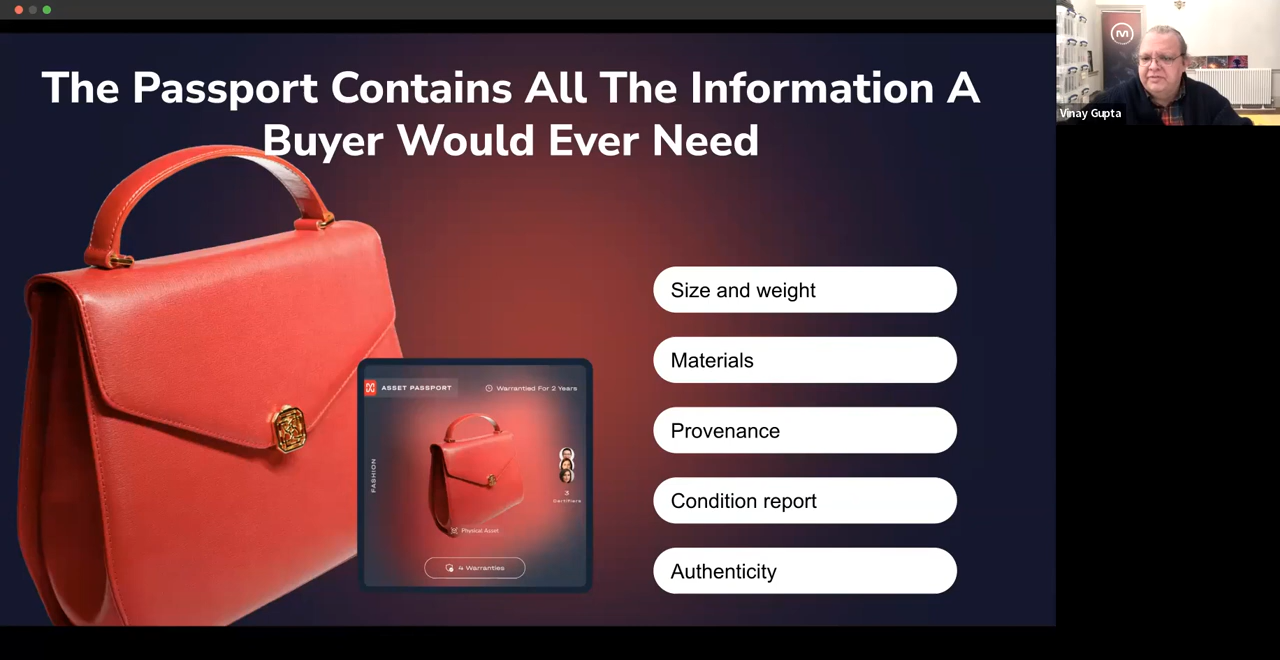 The Passport Contains All The Information A
Buyer Would Ever Need
Vinay Gupta
Size and weight
Materials
Provenance
Condition report
Authenticity
ASSET PASSPORT
Warrantied For 2 Years
FASHION
3
Certifiers
Physical Asset
4 Warranties